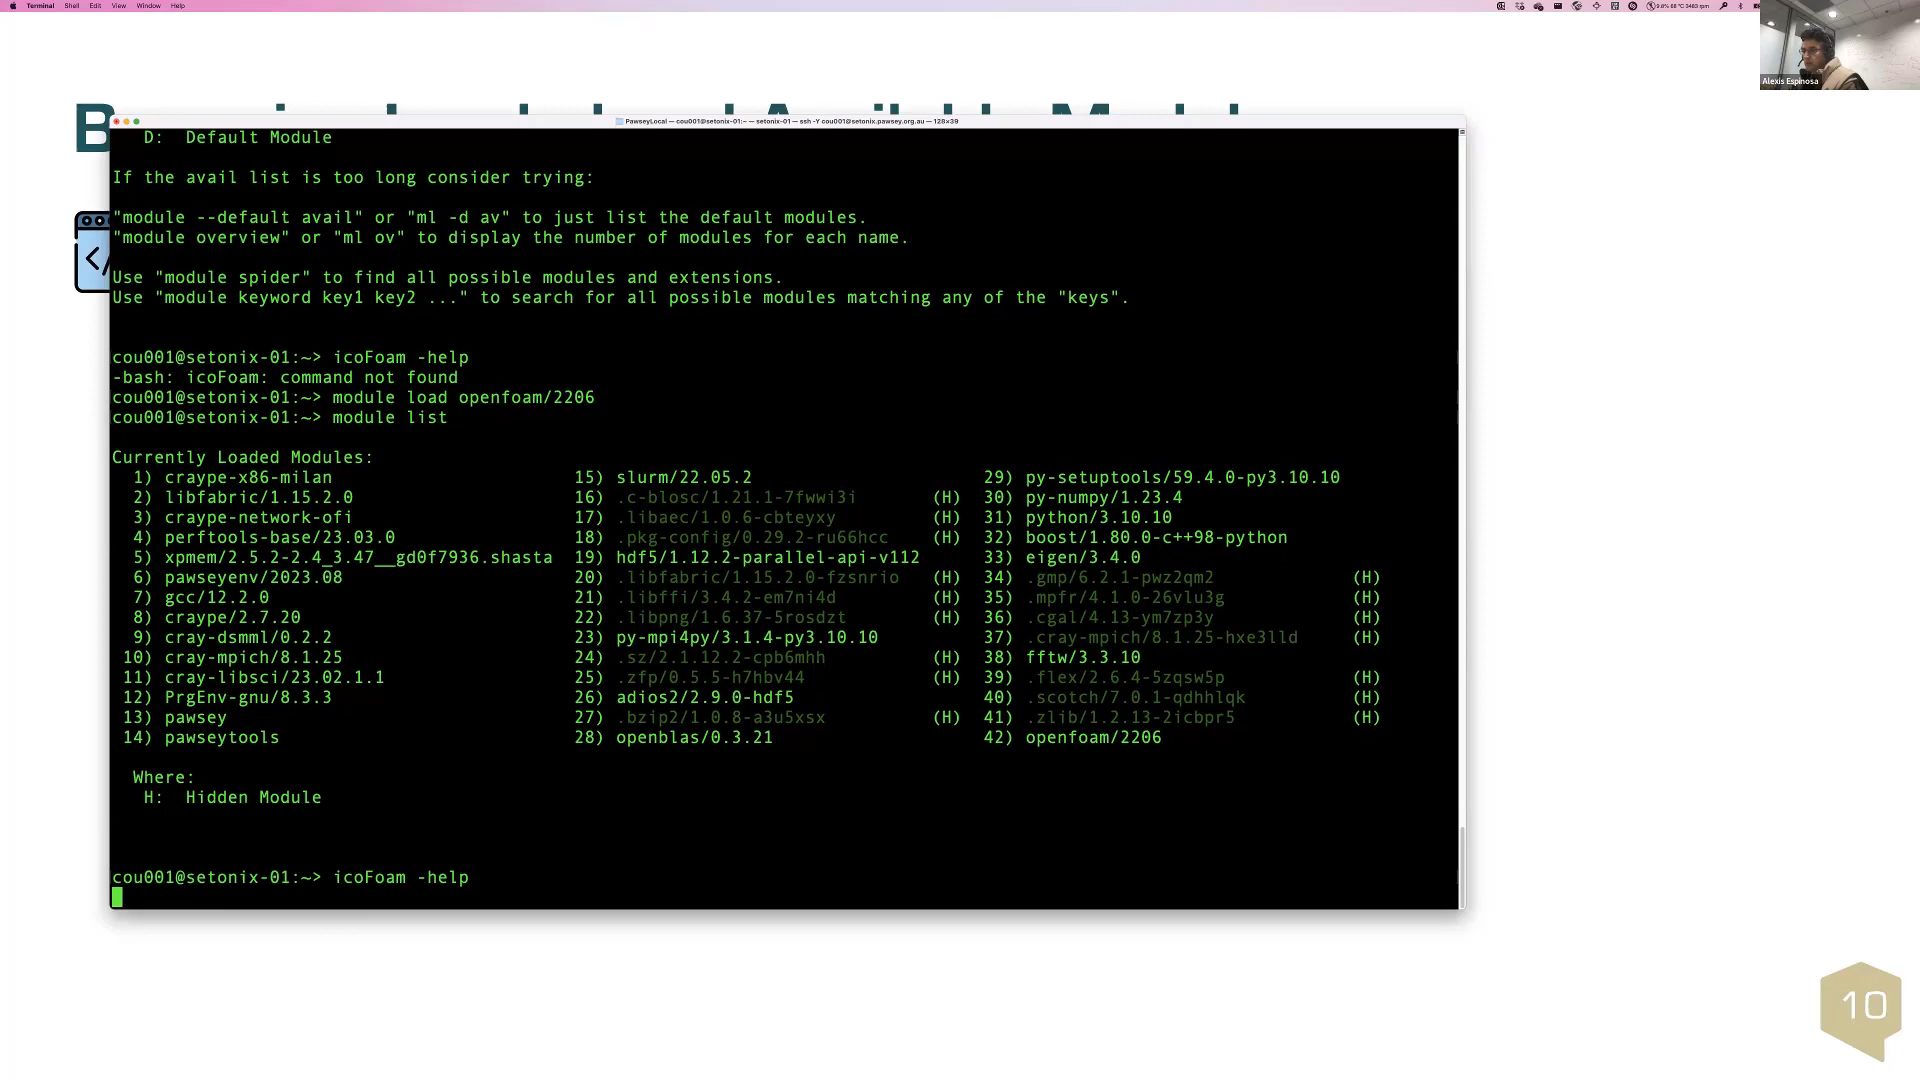 Terminal Shell Edit View Window Help
Alexis Espinosa
PawseyLocal — cou001@setonix-01:~ — setonix-01 — ssh -Y cou001@setonix.pawsey.org.au — 128×39
D:  Default Module
If the avail list is too long consider trying:
"module --default avail" or "ml -d av" to just list the default modules.
"module overview" or "ml ov" to display the number of modules for each name.
Use "module spider" to find all possible modules and extensions.
Use "module keyword key1 key2 ..." to search for all possible modules matching any of the "keys".
cou001@setonix-01:~> icoFoam -help
-bash: icoFoam: command not found
cou001@setonix-01:~> module load openfoam/2206
cou001@setonix-01:~> module list
Currently Loaded Modules:
1) craype-x86-milan 15) slurm/22.05.2 29) py-setuptools/59.4.0-py3.10.10
2) libfabric/1.15.2.0 16) .c-blosc/1.21.1-7fwwi3i (H) 30) py-numpy/1.23.4
3) craype-network-ofi 17) .libaec/1.0.6-cbteyxy (H) 31) python/3.10.10
4) perftools-base/23.03.0 18) .pkg-config/0.29.2-ru66hcc (H) 32) boost/1.80.0-c++98-python
5) xpmem/2.5.2-2.4_3.47__gd0f7936.shasta 19) hdf5/1.12.2-parallel-api-v112 33) eigen/3.4.0
6) pawseyenv/2023.08 20) .libfabric/1.15.2.0-fzsnrio (H) 34) .gmp/6.2.1-pwz2qm2 (H)
7) gcc/12.2.0 21) .libffi/3.4.2-em7ni4d (H) 35) .mpfr/4.1.0-26vlu3g (H)
8) craype/2.7.20 22) .libpng/1.6.37-5rosdzt (H) 36) .cgal/4.13-ym7zp3y (H)
9) cray-dsmml/0.2.2 23) py-mpi4py/3.1.4-py3.10.10 37) .cray-mpich/8.1.25-hxe3lld (H)
10) cray-mpich/8.1.25 24) .sz/2.1.12.2-cpb6mhh (H) 38) fftw/3.3.10
11) cray-libsci/23.02.1.1 25) .zfp/0.5.5-h7hbv44 (H) 39) .flex/2.6.4-5zqsw5p (H)
12) PrgEnv-gnu/8.3.3 26) adios2/2.9.0-hdf5 40) .scotch/7.0.1-qdhhlqk (H)
13) pawsey 27) .bzip2/1.0.8-a3u5xsx (H) 41) .zlib/1.2.13-2icbpr5 (H)
14) pawseytools 28) openblas/0.3.21 42) openfoam/2206
Where:
H:  Hidden Module
cou001@setonix-01:~> icoFoam -help
10